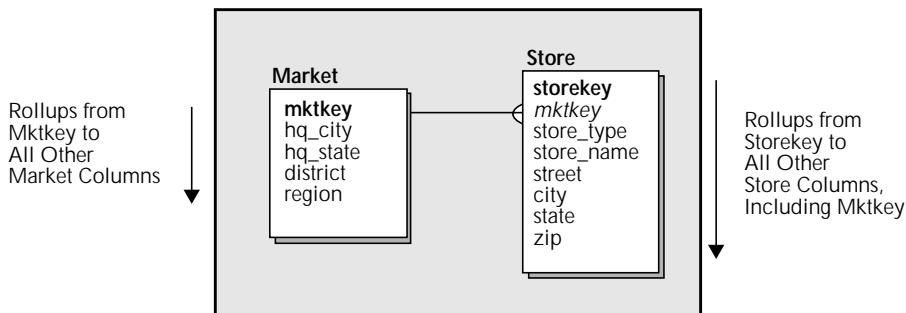 Rollups from
Mktkey to
All Other
Market Columns
Market
mktkey
hq_city
hq_state
district
region
Store
storekey
mktkey
store_type
store_name
street
city
state
zip
Rollups from
Storekey to
All Other
Store Columns,
Including Mktkey